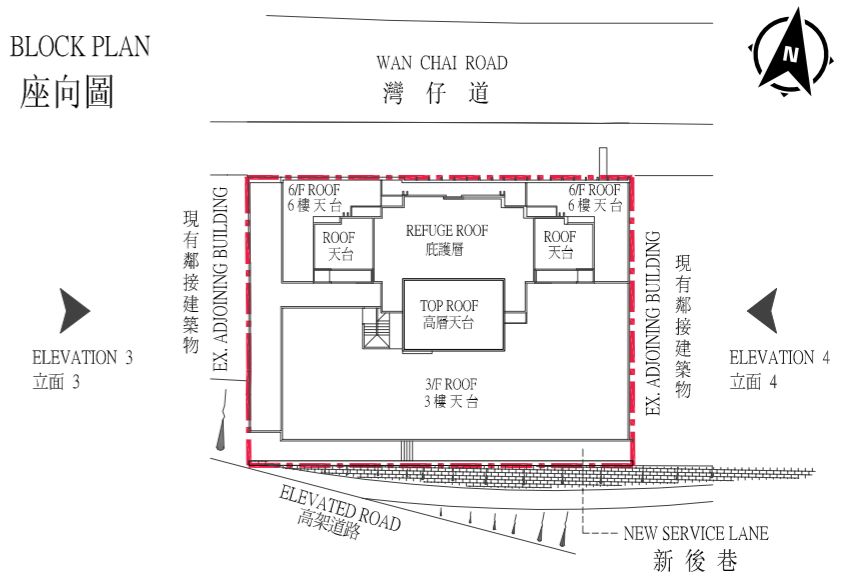 BLOCK PLAN
座向圖
WAN CHAI ROAD
灣仔道
N
6/F ROOF
6樓天台
6/F ROOF
6樓天台
ROOF
天台
REFUGE ROOF
庇護層
ROOF
天台
TOP ROOF
高層天台
3/F ROOF
3樓天台
現有鄰接建築物
EX. ADJOINING BUILDING
EX. ADJOINING BUILDING
現有鄰接建築物
ELEVATION 3
立面 3
ELEVATION 4
立面 4
ELEVATED ROAD
高架道路
NEW SERVICE LANE
新後巷